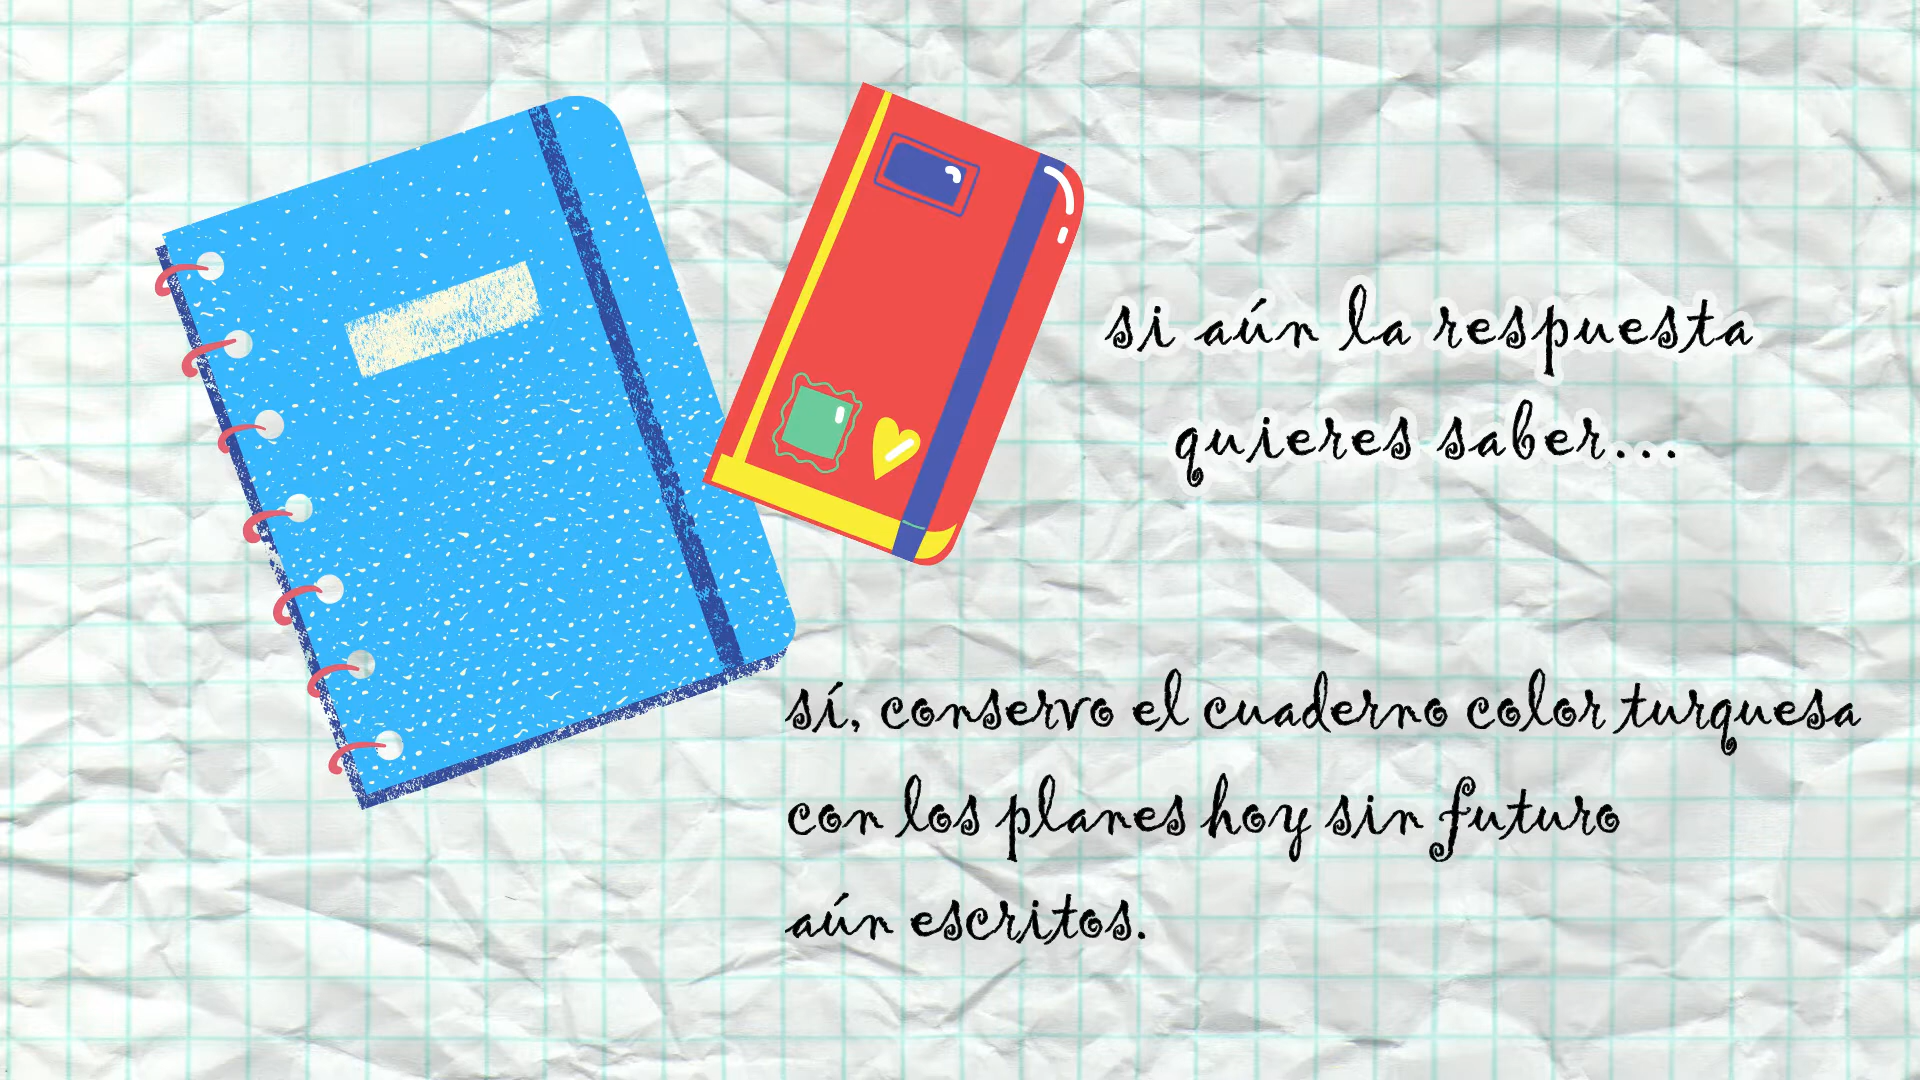 si aún la respuesta
quieres saber...
sí, conservo el cuaderno color turquesa
con los planes hoy sin futuro
aún escritos.